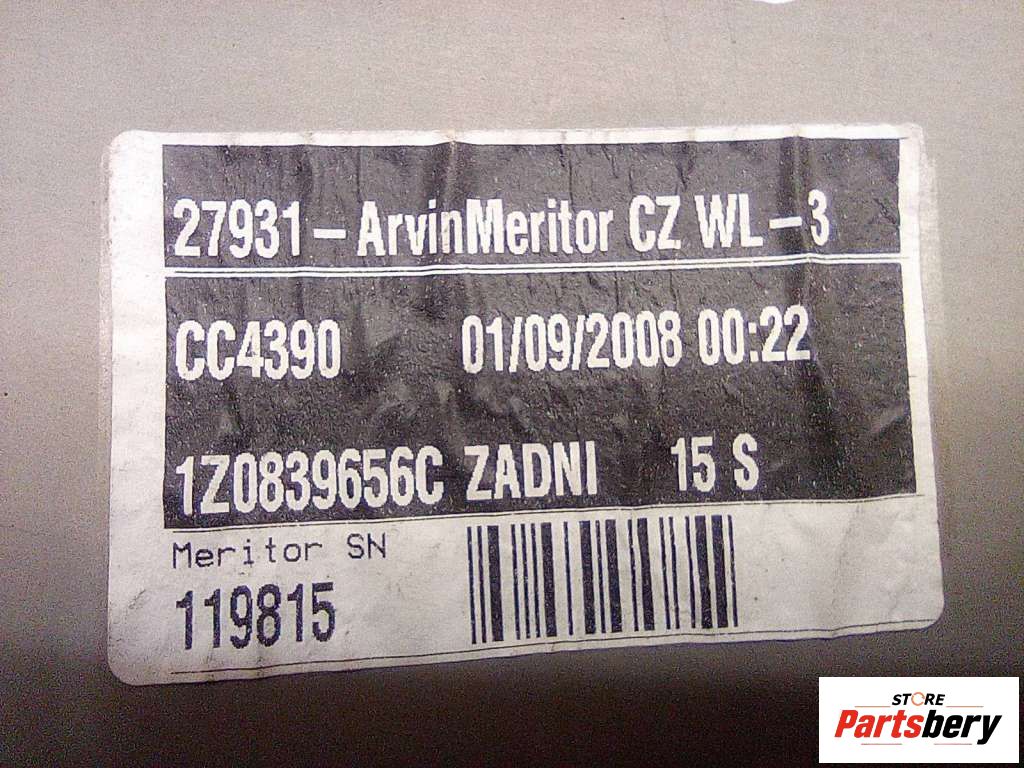 27931-ArvinMeritor CZ WL-3
CC4390 01/09/2008 00:22
1Z0839656C ZADNI 15 S
Meritor SN
119815
STORE
Partsbery